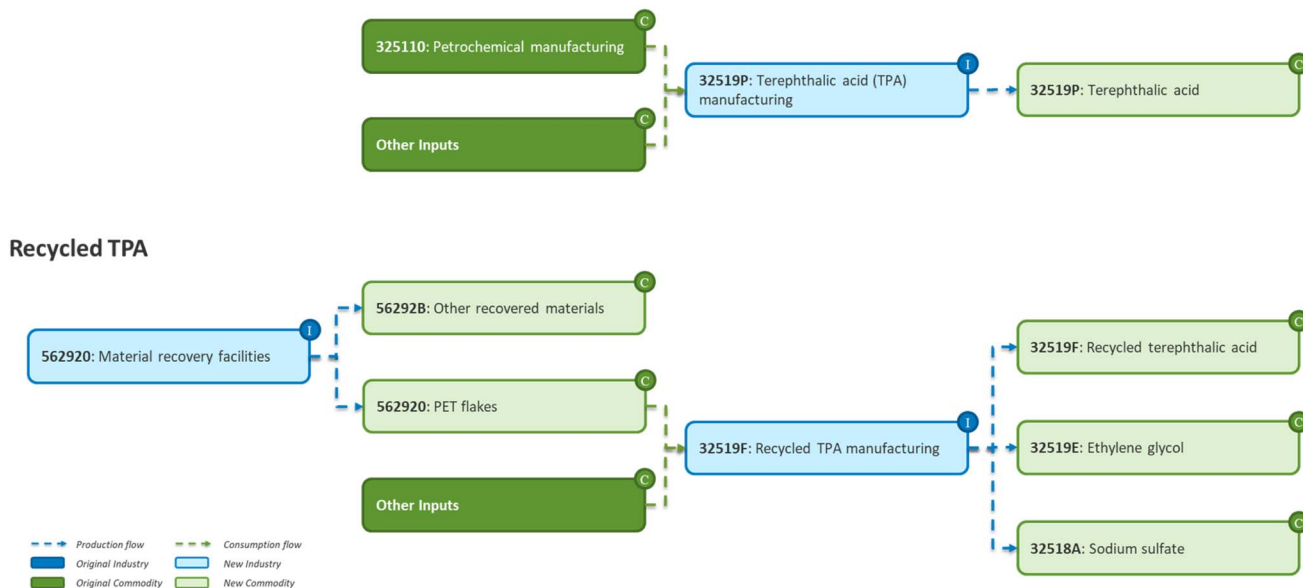 C
325110: Petrochemical manufacturing
I
32519P: Terephthalic acid (TPA)
manufacturing
C
32519P: Terephthalic acid
C
Other Inputs
Recycled TPA
C
56292B: Other recovered materials
I
562920: Material recovery facilities
C
32519F: Recycled terephthalic acid
C
562920: PET flakes
I
32519F: Recycled TPA manufacturing
C
32519E: Ethylene glycol
C
Other Inputs
C
32518A: Sodium sulfate
Production flow
Consumption flow
Original Industry
New Industry
Original Commodity
New Commodity